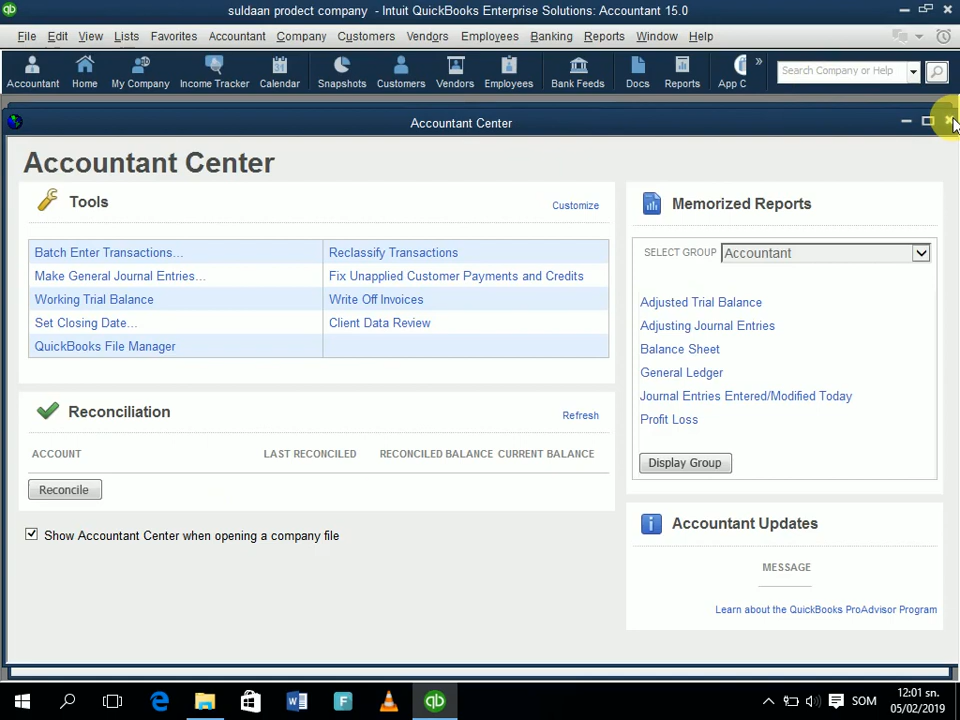 suldaan prodect company - Intuit QuickBooks Enterprise Solutions: Accountant 15.0
File Edit View Lists Favorites Accountant Company Customers Vendors Employees Banking Reports Window Help
Accountant Home My Company Income Tracker Calendar Snapshots Customers Vendors Employees Bank Feeds Docs Reports App C » Search Company or Help
Accountant Center
Accountant Center
Tools
Customize
Batch Enter Transactions...
Reclassify Transactions
Make General Journal Entries...
Fix Unapplied Customer Payments and Credits
Working Trial Balance
Write Off Invoices
Set Closing Date...
Client Data Review
QuickBooks File Manager
Reconciliation
Refresh
ACCOUNT LAST RECONCILED RECONCILED BALANCE CURRENT BALANCE
Reconcile
Show Accountant Center when opening a company file
Memorized Reports
SELECT GROUP Accountant
Adjusted Trial Balance
Adjusting Journal Entries
Balance Sheet
General Ledger
Journal Entries Entered/Modified Today
Profit Loss
Display Group
Accountant Updates
MESSAGE
Learn about the QuickBooks ProAdvisor Program
SOM
12:01 sn.
05/02/2019